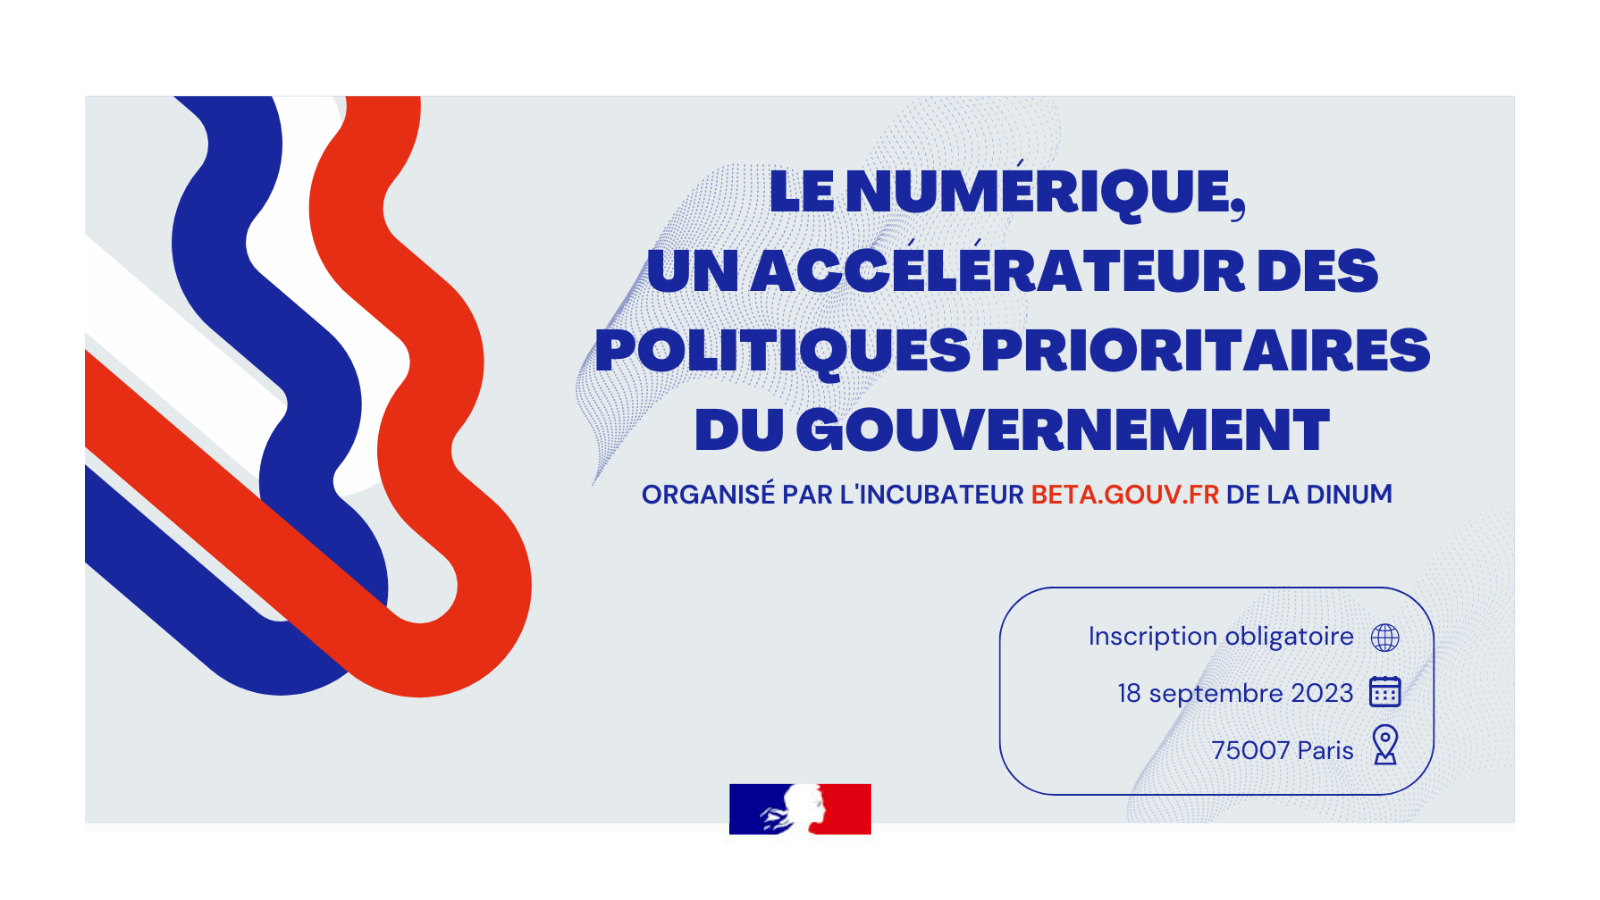 LE NUMÉRIQUE,
UN ACCÉLÉRATEUR DES
POLITIQUES PRIORITAIRES
DU GOUVERNEMENT
ORGANISÉ PAR L'INCUBATEUR BETA.GOUV.FR DE LA DINUM
Inscription obligatoire
18 septembre 2023
75007 Paris